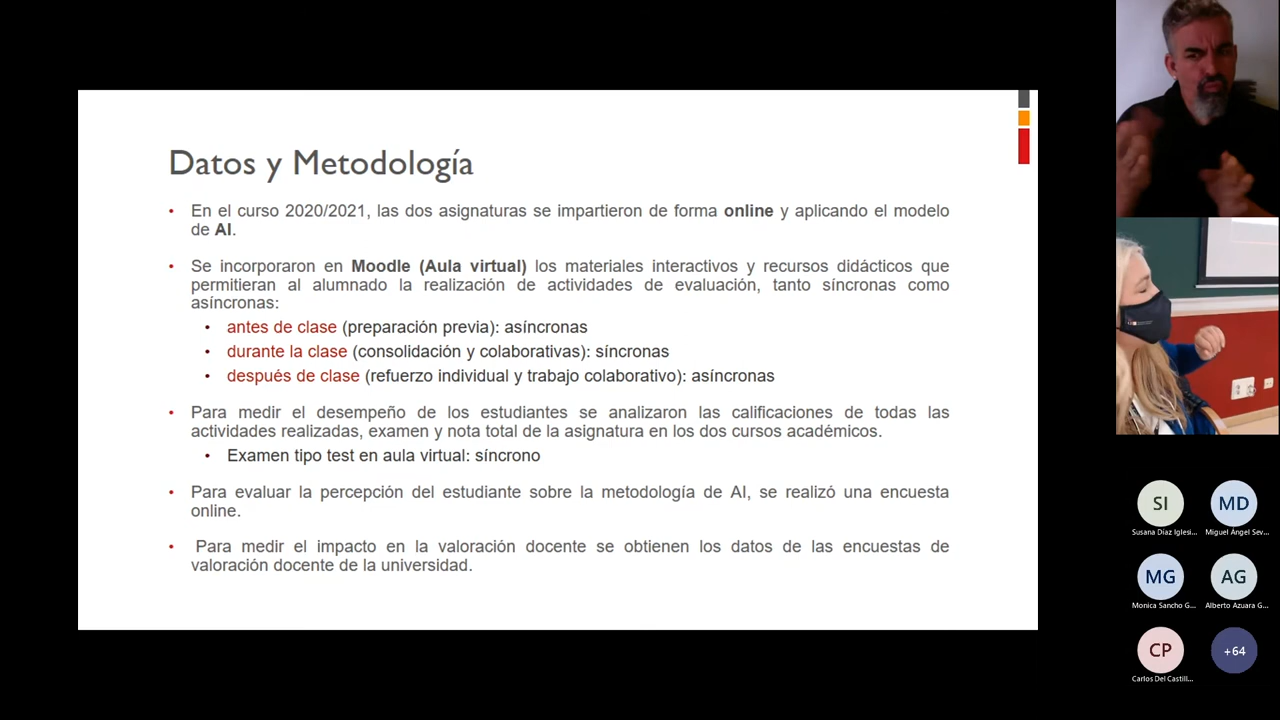 Datos y Metodología
• En el curso 2020/2021, las dos asignaturas se impartieron de forma online y aplicando el modelo
de AI.
• Se incorporaron en Moodle (Aula virtual) los materiales interactivos y recursos didácticos que
permitieran al alumnado la realización de actividades de evaluación, tanto síncronas como
asíncronas:
• antes de clase (preparación previa): asíncronas
• durante la clase (consolidación y colaborativas): síncronas
• después de clase (refuerzo individual y trabajo colaborativo): asíncronas
• Para medir el desempeño de los estudiantes se analizaron las calificaciones de todas las
actividades realizadas, examen y nota total de la asignatura en los dos cursos académicos.
• Examen tipo test en aula virtual: síncrono
• Para evaluar la percepción del estudiante sobre la metodología de AI, se realizó una encuesta
online.
• Para medir el impacto en la valoración docente se obtienen los datos de las encuestas de
valoración docente de la universidad.
SI MD
Susana Díaz Iglesi... Miguel Ángel Sev...
MG AG
Monica Sancho G... Alberto Azuara G...
CP +64
Carlos Del Castill...